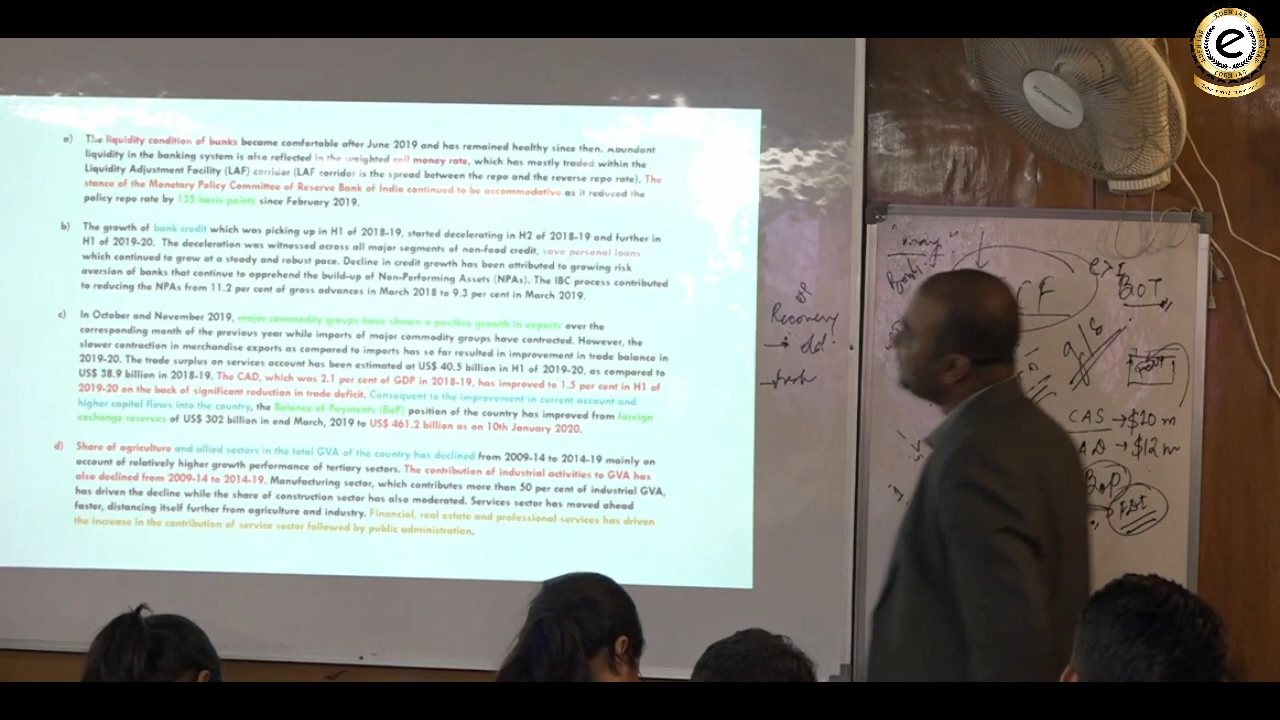 a) The liquidity condition of banks became comfortable after June 2019 and has remained healthy since then. Abundant
liquidity in the banking system is also reflected in the weighted call money rate, which has mostly traded within the
Liquidity Adjustment Facility (LAF) corridor (LAF corridor is the spread between the repo and the reverse repo rate). The
stance of the Monetary Policy Committee of Reserve Bank of India continued to be accommodative as it reduced the
policy repo rate by 135 basis points since February 2019.
b) The growth of bank credit which was picking up in H1 of 2018-19, started decelerating in H2 of 2018-19 and further in
H1 of 2019-20. The deceleration was witnessed across all major segments of non-food credit, save personal loans
which continued to grow at a steady and robust pace. Decline in credit growth has been attributed to growing risk
aversion of banks that continue to apprehend the build-up of Non-Performing Assets (NPAs). The IBC process contributed
to reducing the NPAs from 11.2 per cent of gross advances in March 2018 to 9.3 per cent in March 2019.
c) In October and November 2019, major commodity groups have shown a positive growth in exports over the
corresponding month of the previous year while imports of major commodity groups have contracted. However, the
slower contraction in merchandise exports as compared to imports has so far resulted in improvement in trade balance in
2019-20. The trade surplus on services account has been estimated at US$ 40.5 billion in H1 of 2019-20, as compared to
US$ 38.9 billion in 2018-19. The CAD, which was 2.1 per cent of GDP in 2018-19, has improved to 1.5 per cent in H1 of
2019-20 on the back of significant reduction in trade deficit. Consequent to the improvement in current account and
higher capital flows into the country, the Balance of Payments (BoP) position of the country has improved from foreign
exchange reserves of US$ 302 billion in end March, 2019 to US$ 461.2 billion as on 10th January 2020.
d) Share of agriculture and allied sectors in the total GVA of the country has declined from 2009-14 to 2014-19 mainly on
account of relatively higher growth performance of tertiary sectors. The contribution of industrial activities to GVA has
also declined from 2009-14 to 2014-19. Manufacturing sector, which contributes more than 50 per cent of industrial GVA,
has driven the decline while the share of construction sector has also moderated. Services sector has moved ahead
faster, distancing itself further from agriculture and industry. Financial, real estate and professional services has driven
the increase in the contribution of service sector followed by public administration.
Recovery
of
old
fresh
BOT
CAS → $20 m
AD → $12 m
BOP
FDI
e
EDEN IAS